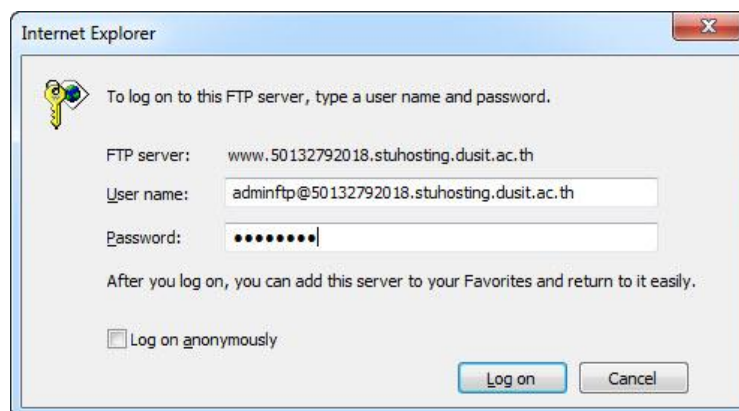 Internet Explorer
To log on to this FTP server, type a user name and password.
FTP server: www.50132792018.stuhosting.dusit.ac.th
User name: adminftp@50132792018.stuhosting.dusit.ac.th
Password: ●●●●●●●●
After you log on, you can add this server to your Favorites and return to it easily.
Log on anonymously
Log on Cancel